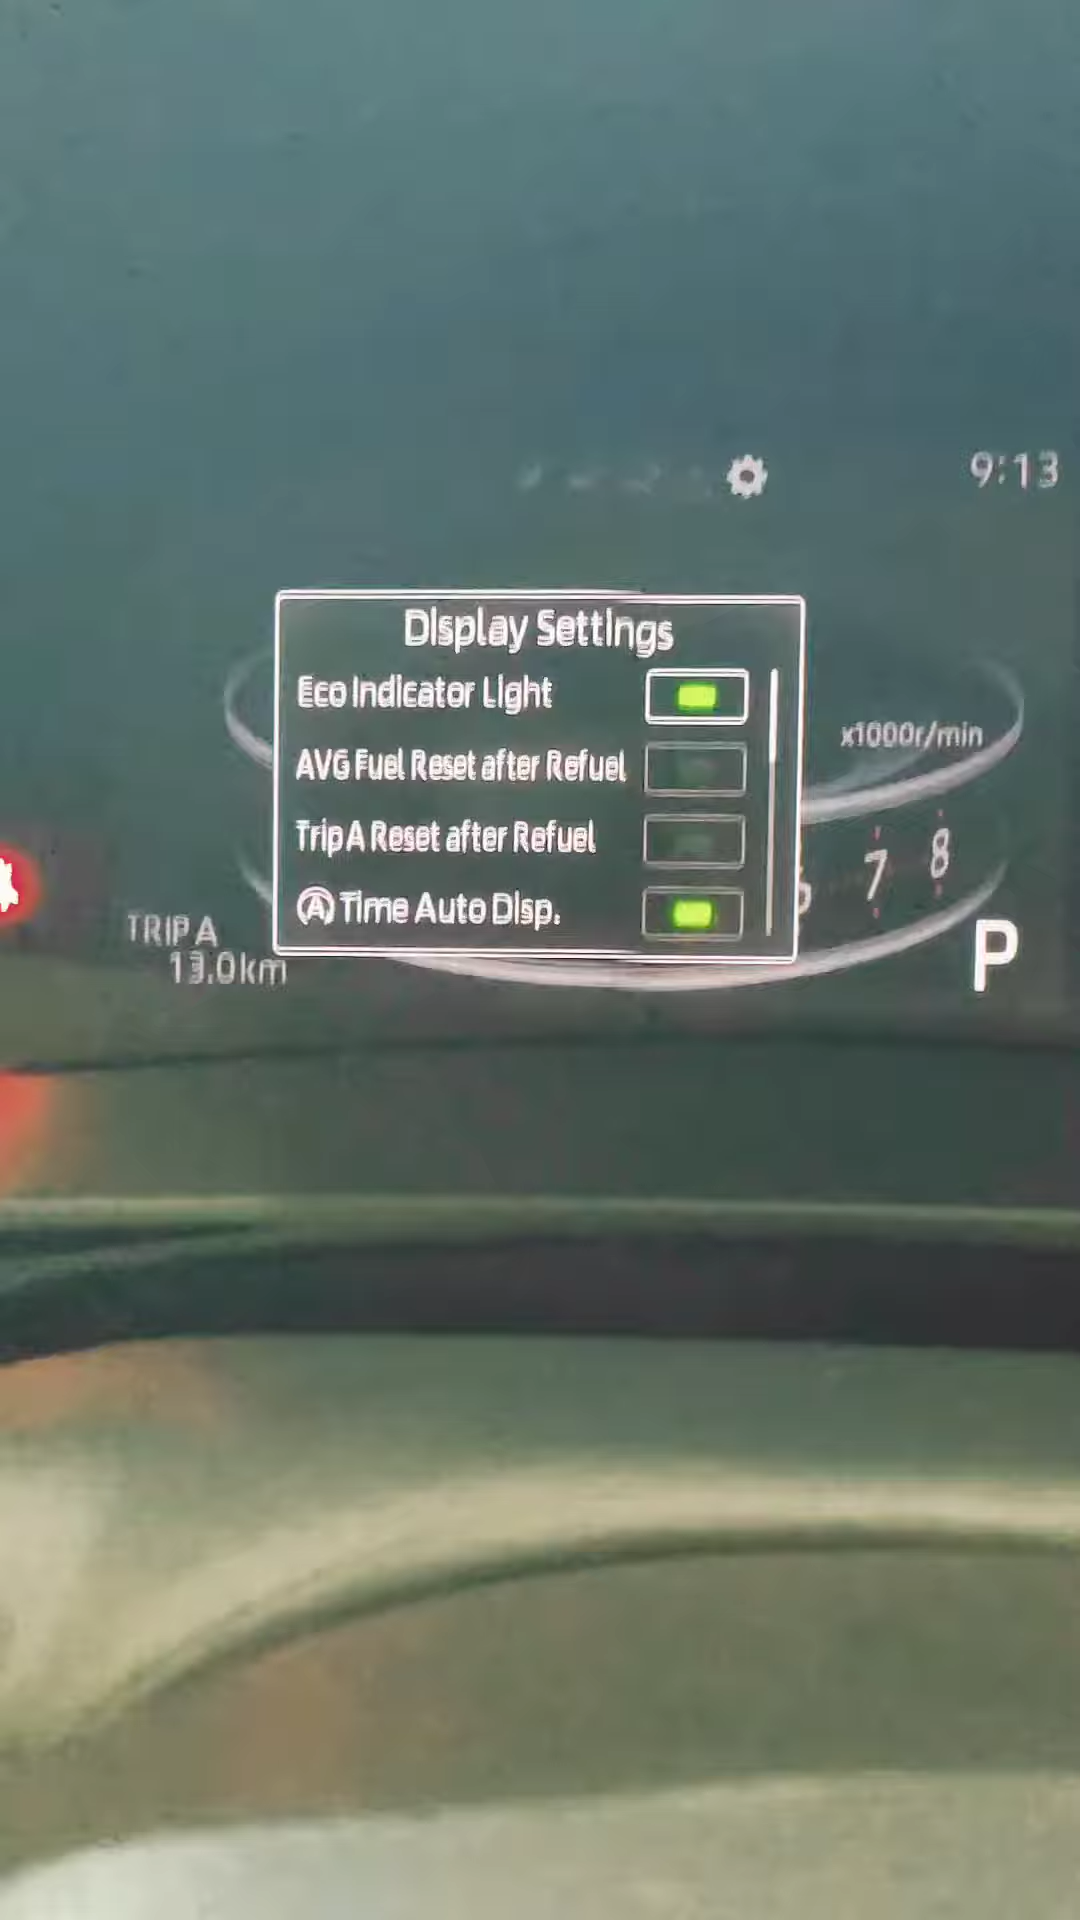 9:13
Display Settings
Eco Indicator Light
AVG Fuel Reset after Refuel
Trip A Reset after Refuel
(A) Time Auto Disp.
x1000r/min
7
8
TRIP A
13.0km
P